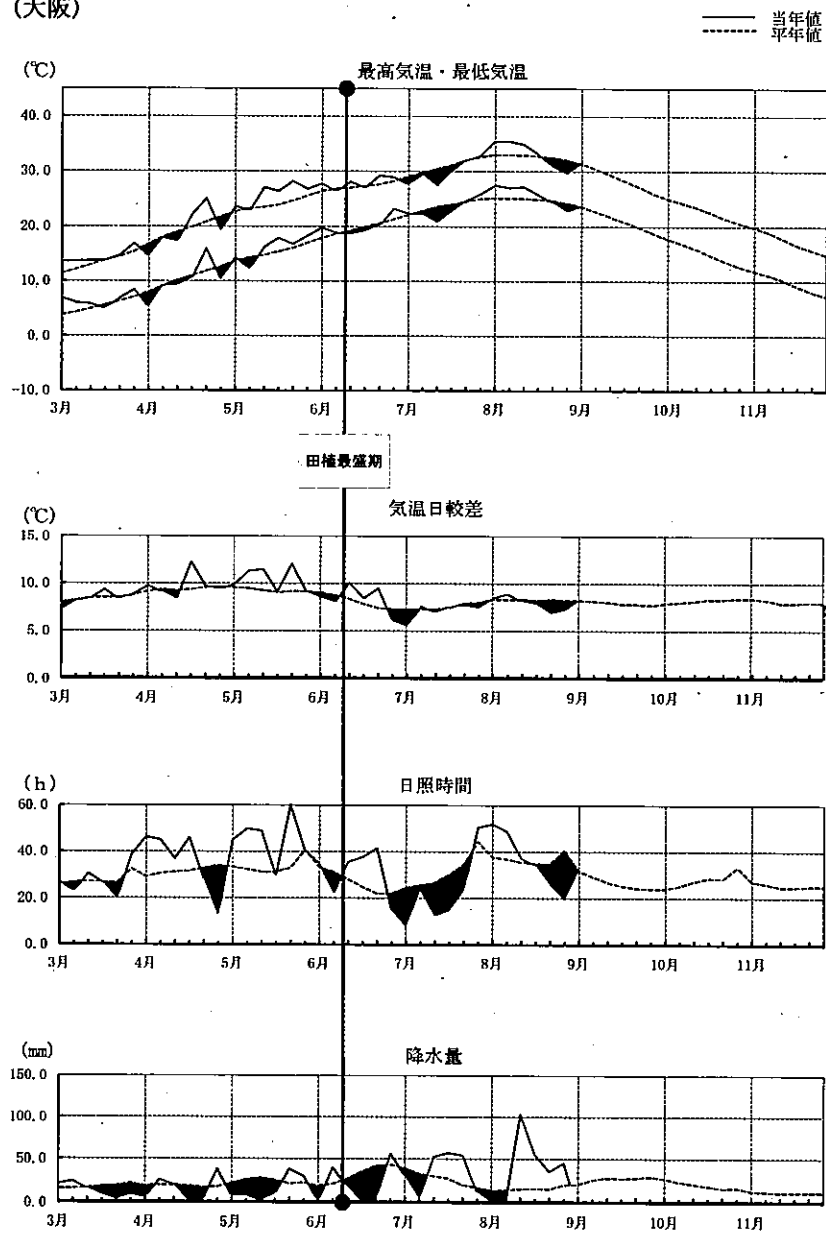 (大阪)
当年値
平年値
(℃)
最高気温・最低気温
40.0
30.0
20.0
10.0
0.0
-10.0
3月 4月 5月 6月 7月 8月 9月 10月 11月
田植最盛期
(℃)
気温日較差
15.0
10.0
5.0
0.0
3月 4月 5月 6月 7月 8月 9月 10月 11月
(h)
日照時間
60.0
40.0
20.0
0.0
3月 4月 5月 6月 7月 8月 9月 10月 11月
(mm)
降水量
150.0
100.0
50.0
0.0
3月 4月 5月 6月 7月 8月 9月 10月 11月